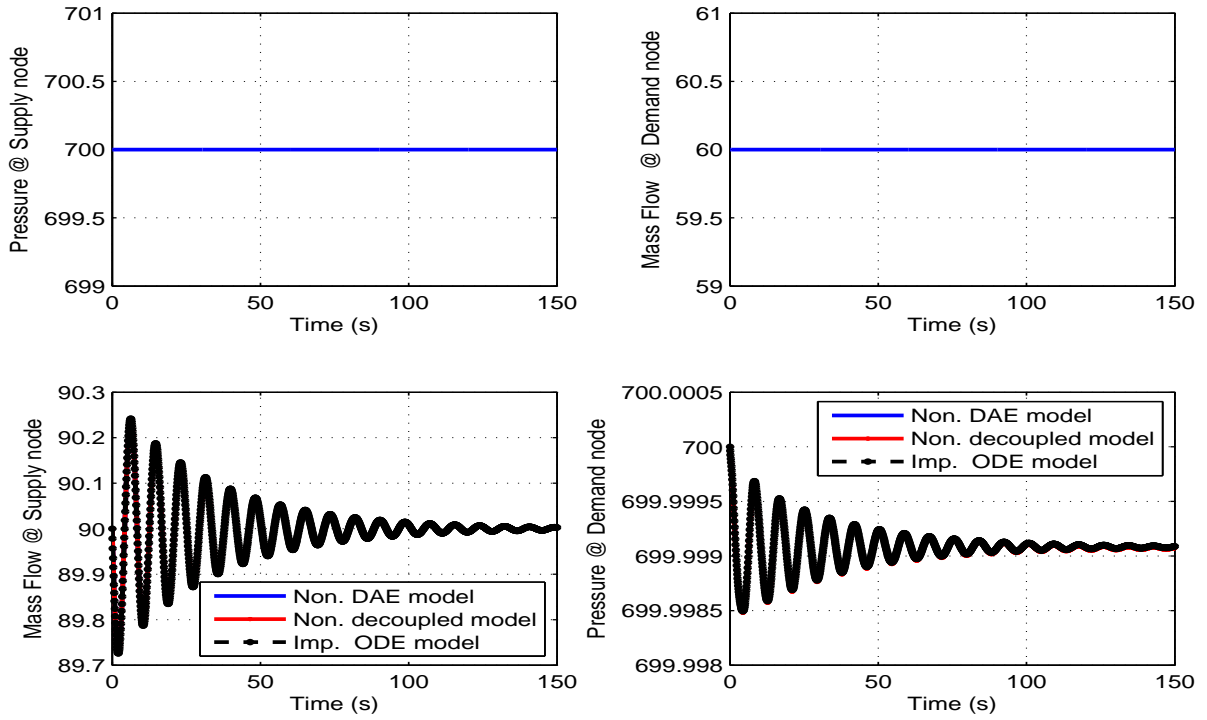 Pressure @ Supply node
701
700.5
700
699.5
699
0 50 100 150
Time (s)
Mass Flow @ Demand node
61
60.5
60
59.5
59
0 50 100 150
Time (s)
Mass Flow @ Supply node
90.3
90.2
90.1
90
89.9
89.8
89.7
Non. DAE model
Non. decoupled model
Imp. ODE model
0 50 100 150
Time (s)
Pressure @ Demand node
700.0005
700
699.9995
699.999
699.9985
699.998
Non. DAE model
Non. decoupled model
Imp. ODE model
0 50 100 150
Time (s)